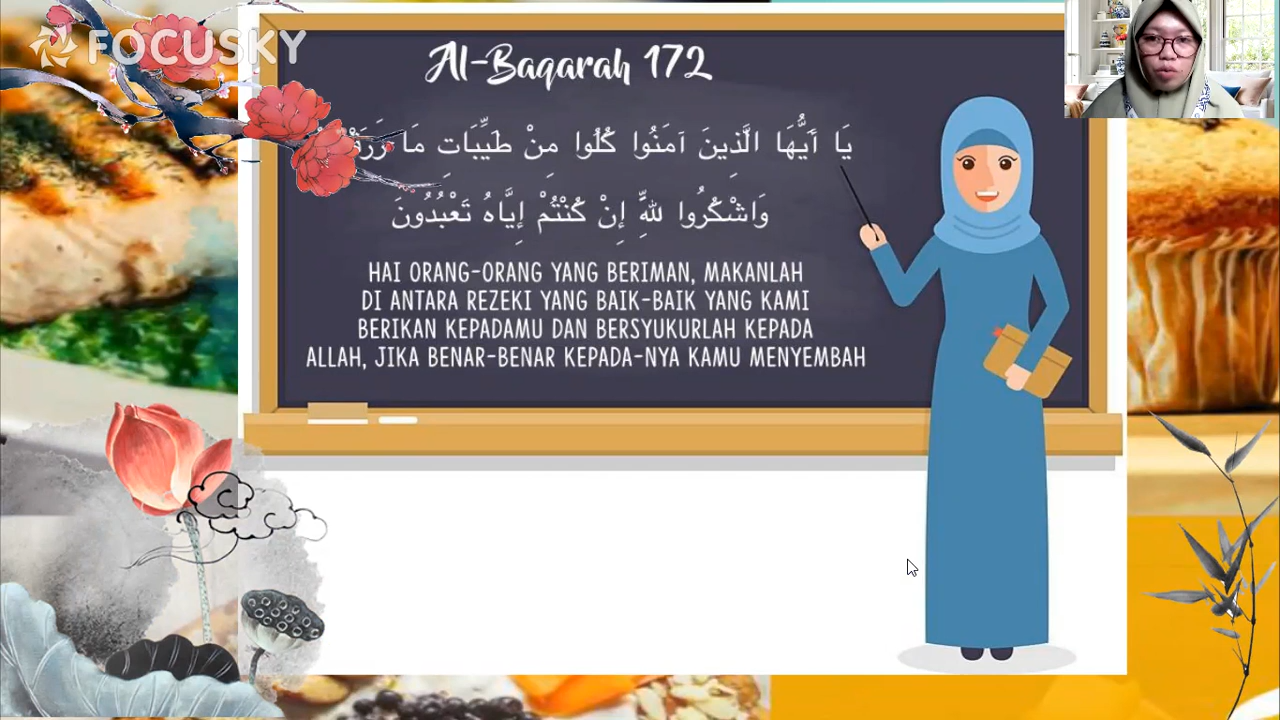 FOCUSKY
Al-Baqarah 172
يَا أَيُّهَا الَّذِينَ آمَنُوا كُلُوا مِنْ طَيِّبَاتِ مَا
وَاشْكُرُوا لِلَّهِ إِنْ كُنْتُمْ إِيَّاهُ تَعْبُدُونَ
HAI ORANG-ORANG YANG BERIMAN, MAKANLAH
DI ANTARA REZEKI YANG BAIK-BAIK YANG KAMI
BERIKAN KEPADAMU DAN BERSYUKURLAH KEPADA
ALLAH, JIKA BENAR-BENAR KEPADA-NYA KAMU MENYEMBAH